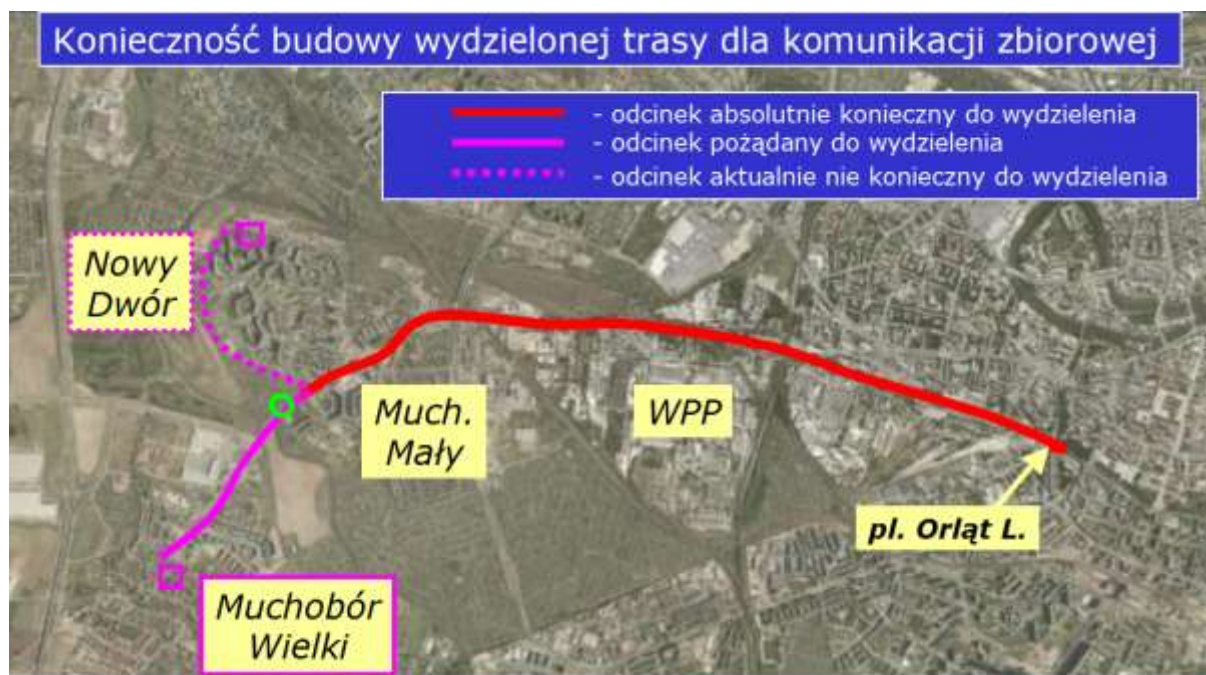 Konieczność budowy wydzielonej trasy dla komunikacji zbiorowej
- odcinek absolutnie konieczny do wydzielenia
- odcinek pożądany do wydzielenia
- odcinek aktualnie nie konieczny do wydzielenia
Nowy
Dwór
Much.
Mały
WPP
pl. Orląt L.
Muchobór
Wielki